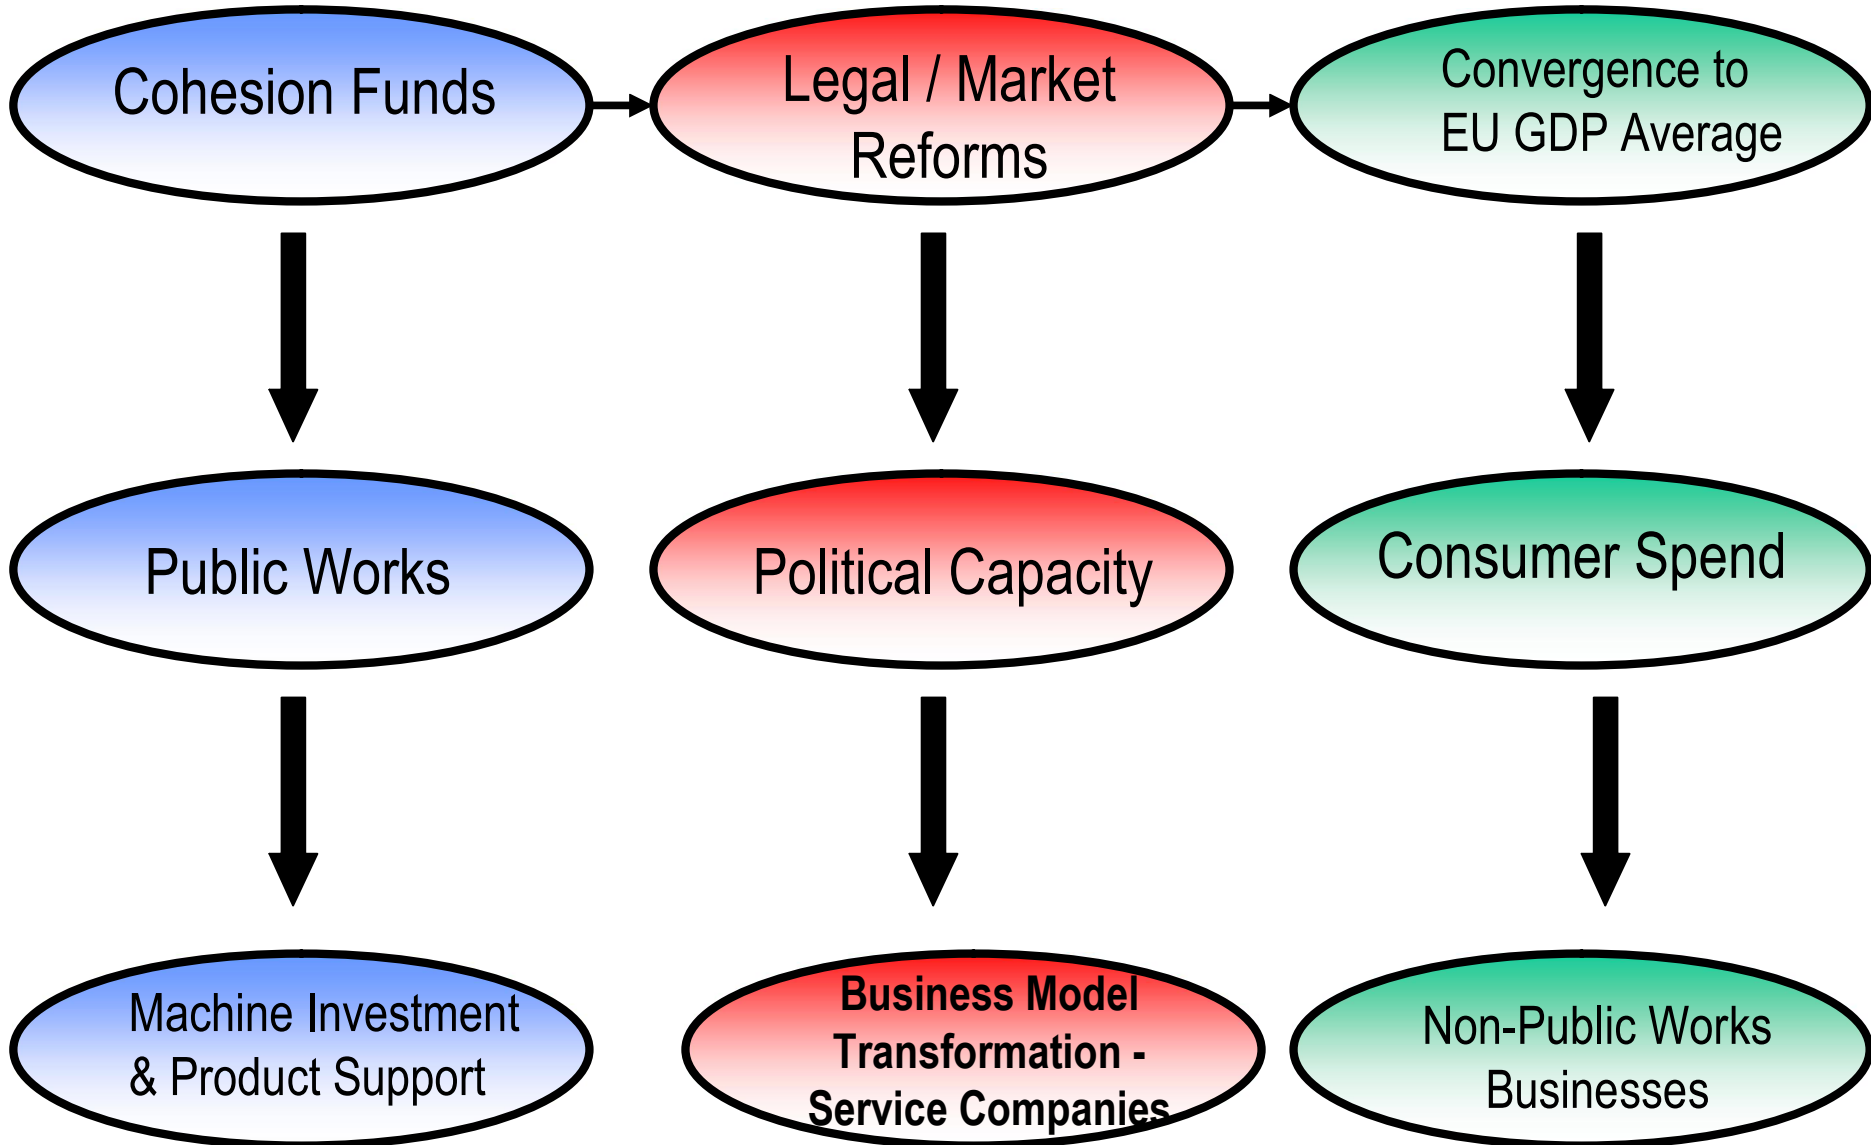 Cohesion Funds
Legal / Market
Reforms
Convergence to
EU GDP Average
Public Works
Political Capacity
Consumer Spend
Machine Investment
& Product Support
Business Model
Transformation -
Service Companies
Non-Public Works
Businesses